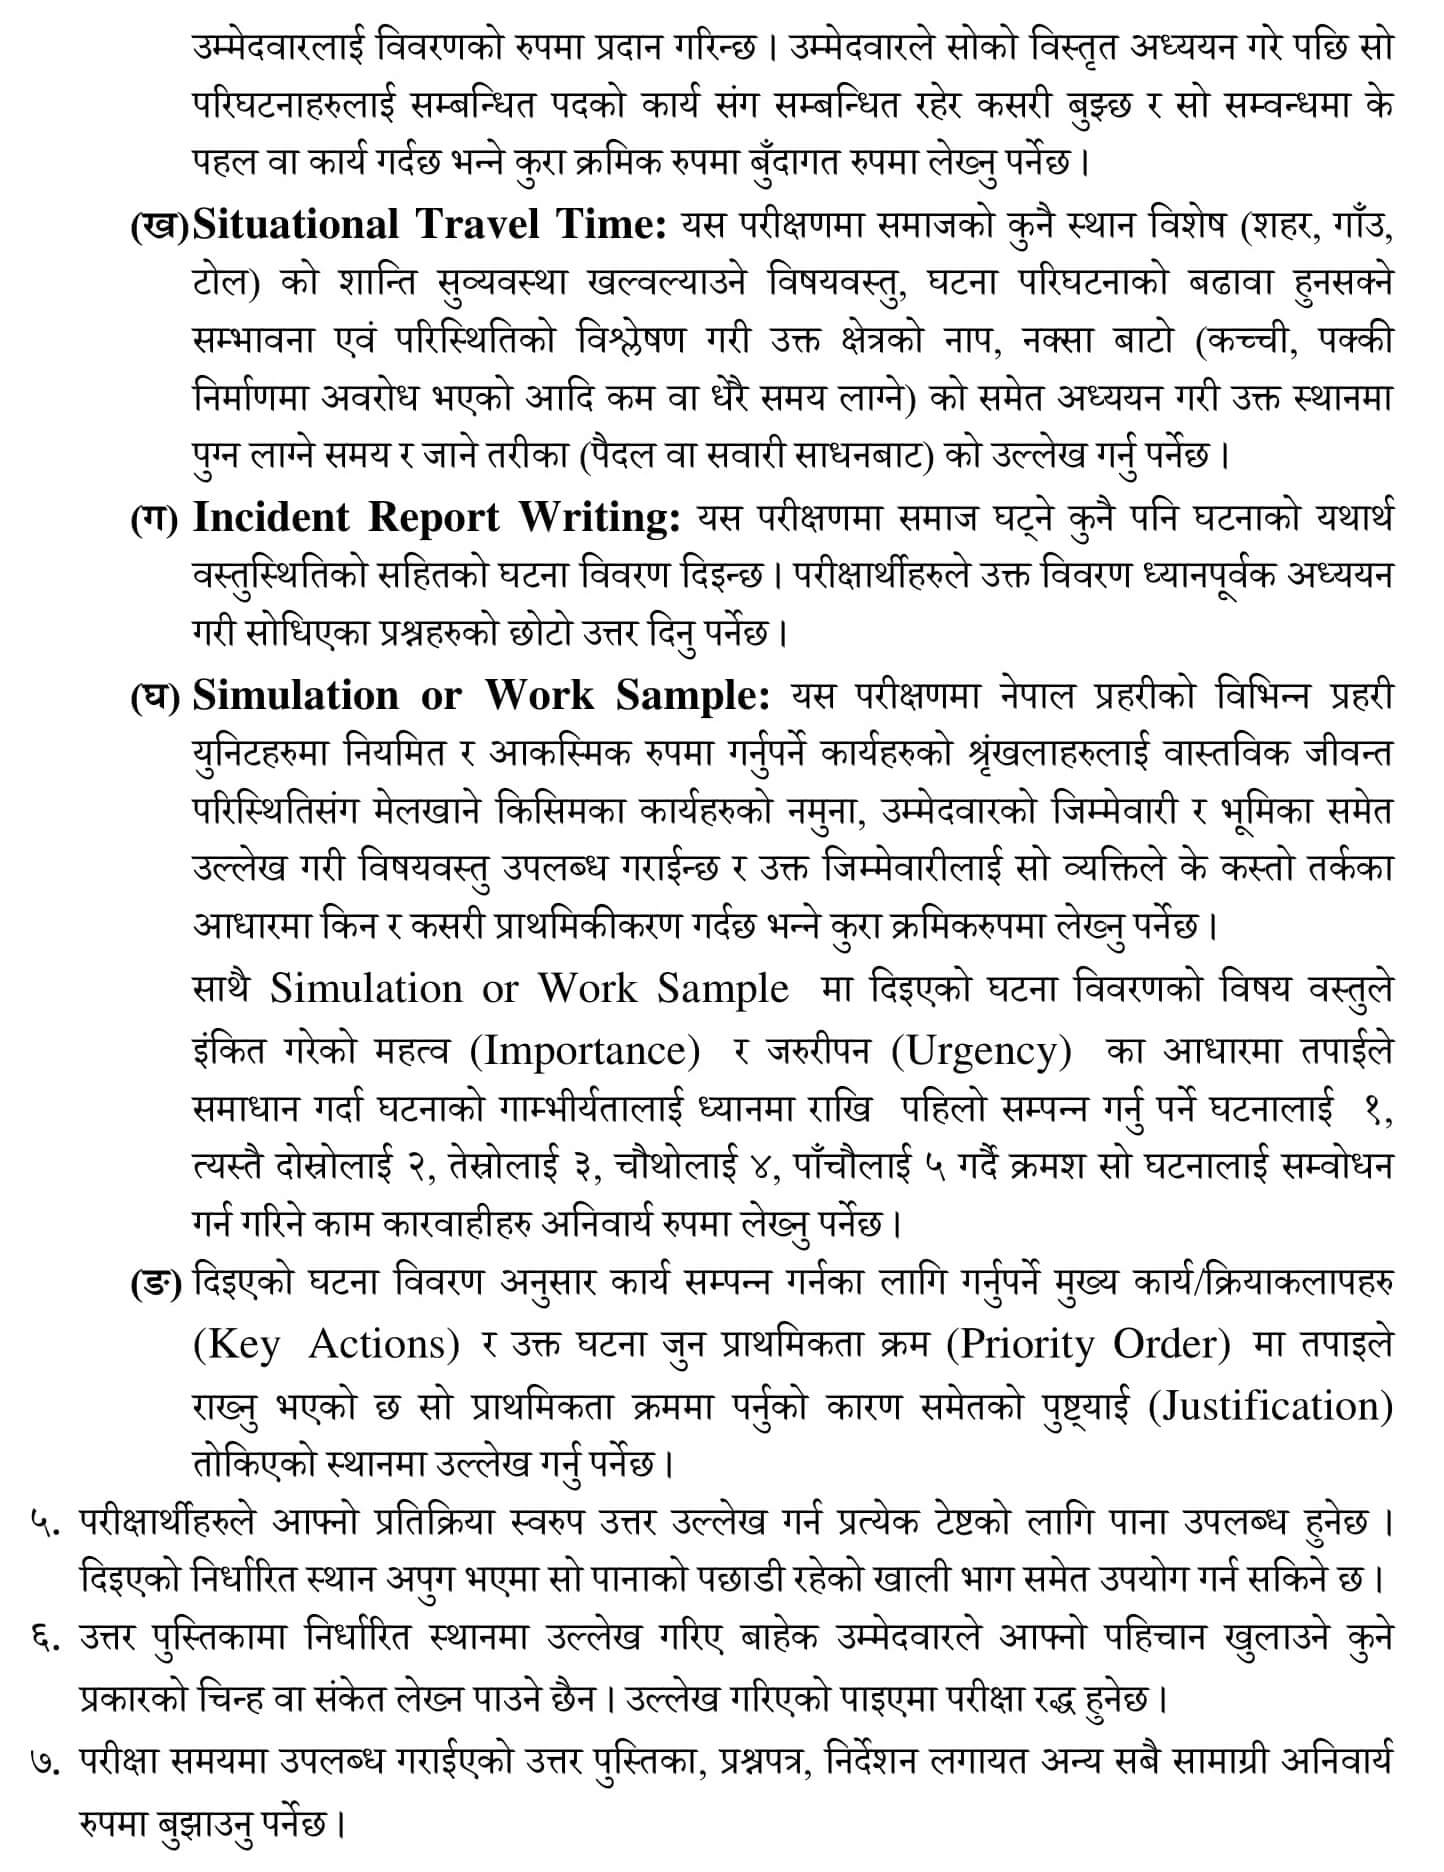 उम्मेदवारलाई विवरणको रुपमा प्रदान गरिन्छ । उम्मेदवारले सोको विस्तृत अध्ययन गरे पछि सो
परिघटनाहरुलाई सम्बन्धित पदको कार्य संग सम्बन्धित रहेर कसरी बुझ्छ र सो सम्वन्धमा के
पहल वा कार्य गर्दछ भन्ने कुरा क्रमिक रुपमा बुँदागत रुपमा लेख्नु पर्नेछ ।
(ख) Situational Travel Time: यस परीक्षणमा समाजको कुनै स्थान विशेष (शहर, गाँउ,
टोल) को शान्ति सुव्यवस्था खल्वल्याउने विषयवस्तु, घटना परिघटनाको बढावा हुनसक्ने
सम्भावना एवं परिस्थितिको विश्लेषण गरी उक्त क्षेत्रको नाप, नक्सा बाटो (कच्ची, पक्की
निर्माणमा अवरोध भएको आदि कम वा धेरै समय लाग्ने) को समेत अध्ययन गरी उक्त स्थानमा
पुग्न लाग्ने समय र जाने तरीका (पैदल वा सवारी साधनबाट) को उल्लेख गर्नु पर्नेछ ।
(ग) Incident Report Writing: यस परीक्षणमा समाज घट्ने कुनै पनि घटनाको यथार्थ
वस्तुस्थितिको सहितको घटना विवरण दिइन्छ । परीक्षार्थीहरुले उक्त विवरण ध्यानपूर्वक अध्ययन
गरी सोधिएका प्रश्नहरुको छोटो उत्तर दिनु पर्नेछ ।
(घ) Simulation or Work Sample: यस परीक्षणमा नेपाल प्रहरीको विभिन्न प्रहरी
युनिटहरुमा नियमित र आकस्मिक रुपमा गर्नुपर्ने कार्यहरुको श्रृंखलाहरुलाई वास्तविक जीवन्त
परिस्थितिसंग मेलखाने किसिमका कार्यहरुको नमुना, उम्मेदवारको जिम्मेवारी र भूमिका समेत
उल्लेख गरी विषयवस्तु उपलब्ध गराईन्छ र उक्त जिम्मेवारीलाई सो व्यक्तिले के कस्तो तर्कका
आधारमा किन र कसरी प्राथमिकीकरण गर्दछ भन्ने कुरा क्रमिकरुपमा लेख्नु पर्नेछ ।
साथै Simulation or Work Sample मा दिइएको घटना विवरणको विषय वस्तुले
इंकित गरेको महत्व (Importance) र जरुरीपन (Urgency) का आधारमा तपाईले
समाधान गर्दा घटनाको गाम्भीर्यतालाई ध्यानमा राखि पहिलो सम्पन्न गर्नु पर्ने घटनालाई १,
त्यस्तै दोस्रोलाई २, तेस्रोलाई ३, चौथोलाई ४, पाँचौलाई ५ गर्दै क्रमश सो घटनालाई सम्वोधन
गर्न गरिने काम कारवाहीहरु अनिवार्य रुपमा लेख्नु पर्नेछ ।
(ङ) दिइएको घटना विवरण अनुसार कार्य सम्पन्न गर्नका लागि गर्नुपर्ने मुख्य कार्य/क्रियाकलापहरु
(Key Actions) र उक्त घटना जुन प्राथमिकता क्रम (Priority Order) मा तपाइले
राख्नु भएको छ सो प्राथमिकता क्रममा पर्नुको कारण समेतको पुष्ट्याई (Justification)
तोकिएको स्थानमा उल्लेख गर्नु पर्नेछ ।
५. परीक्षार्थीहरुले आफ्नो प्रतिक्रिया स्वरुप उत्तर उल्लेख गर्न प्रत्येक टेष्टको लागि पाना उपलब्ध हुनेछ ।
दिइएको निर्धारित स्थान अपुग भएमा सो पानाको पछाडी रहेको खाली भाग समेत उपयोग गर्न सकिने छ ।
६. उत्तर पुस्तिकामा निर्धारित स्थानमा उल्लेख गरिए बाहेक उम्मेदवारले आफ्नो पहिचान खुलाउने कुने
प्रकारको चिन्ह वा संकेत लेख्न पाउने छैन । उल्लेख गरिएको पाइएमा परीक्षा रद्ध हुनेछ ।
७. परीक्षा समयमा उपलब्ध गराईएको उत्तर पुस्तिका, प्रश्नपत्र, निर्देशन लगायत अन्य सबै सामाग्री अनिवार्य
रुपमा बुझाउनु पर्नेछ ।